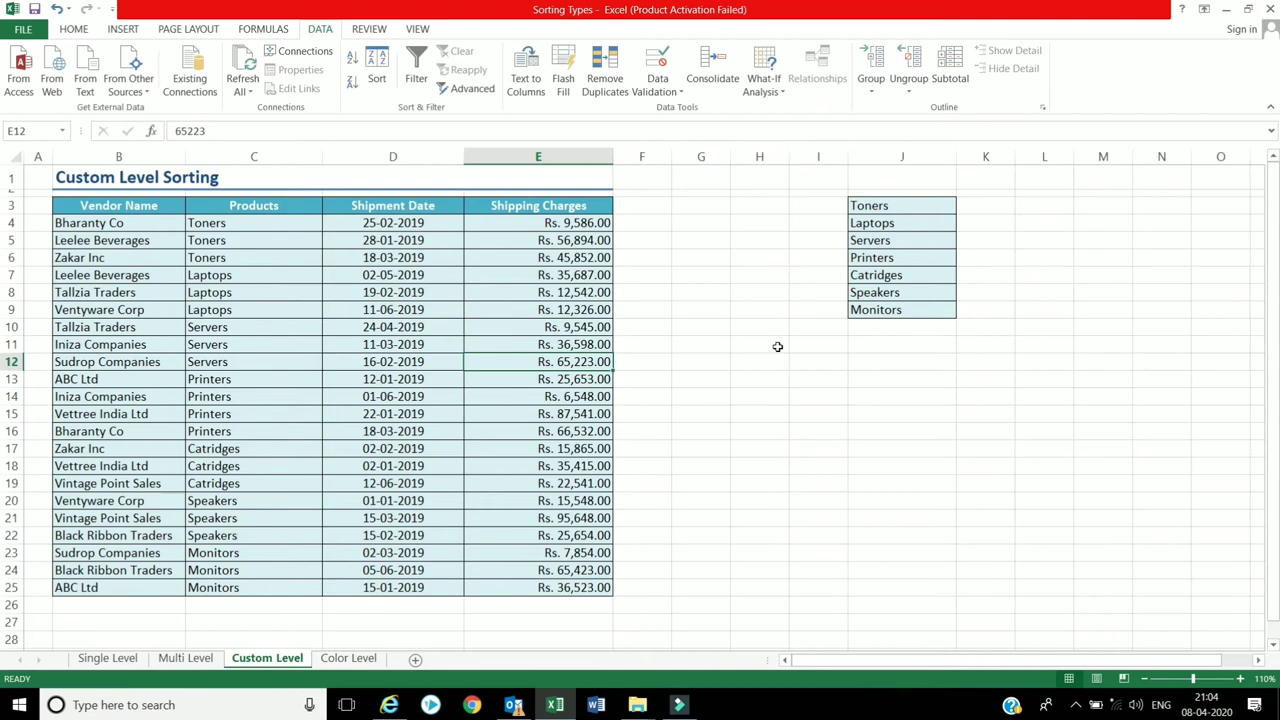 Sorting Types - Excel (Product Activation Failed)
FILE HOME INSERT PAGE LAYOUT FORMULAS DATA REVIEW VIEW Sign in
From Access From Web From Text From Other Sources Existing Connections Refresh All Connections Properties Edit Links Sort Filter Clear Reapply Advanced Text to Columns Flash Fill Remove Duplicates Data Validation Consolidate What-If Analysis Relationships Group Ungroup Subtotal Show Detail Hide Detail
Get External Data Connections Sort & Filter Data Tools Outline
E12 fx 65223
A B C D E F G H I J K L M N O
1 Custom Level Sorting
3 Vendor Name Products Shipment Date Shipping Charges Toners
4 Bharanty Co Toners 25-02-2019 Rs. 9,586.00 Laptops
5 Leelee Beverages Toners 28-01-2019 Rs. 56,894.00 Servers
6 Zakar Inc Toners 18-03-2019 Rs. 45,852.00 Printers
7 Leelee Beverages Laptops 02-05-2019 Rs. 35,687.00 Catridges
8 Tallzia Traders Laptops 19-02-2019 Rs. 12,542.00 Speakers
9 Ventyware Corp Laptops 11-06-2019 Rs. 12,326.00 Monitors
10 Tallzia Traders Servers 24-04-2019 Rs. 9,545.00
11 Iniza Companies Servers 11-03-2019 Rs. 36,598.00
12 Sudrop Companies Servers 16-02-2019 Rs. 65,223.00
13 ABC Ltd Printers 12-01-2019 Rs. 25,653.00
14 Iniza Companies Printers 01-06-2019 Rs. 6,548.00
15 Vettree India Ltd Printers 22-01-2019 Rs. 87,541.00
16 Bharanty Co Printers 18-03-2019 Rs. 66,532.00
17 Zakar Inc Catridges 02-02-2019 Rs. 15,865.00
18 Vettree India Ltd Catridges 02-01-2019 Rs. 35,415.00
19 Vintage Point Sales Catridges 12-06-2019 Rs. 22,541.00
20 Ventyware Corp Speakers 01-01-2019 Rs. 15,548.00
21 Vintage Point Sales Speakers 15-03-2019 Rs. 95,648.00
22 Black Ribbon Traders Speakers 15-02-2019 Rs. 25,654.00
23 Sudrop Companies Monitors 02-03-2019 Rs. 7,854.00
24 Black Ribbon Traders Monitors 05-06-2019 Rs. 65,423.00
25 ABC Ltd Monitors 15-01-2019 Rs. 36,523.00
26
27
28
Single Level Multi Level Custom Level Color Level
READY 110%
Type here to search ENG 21:04
08-04-2020